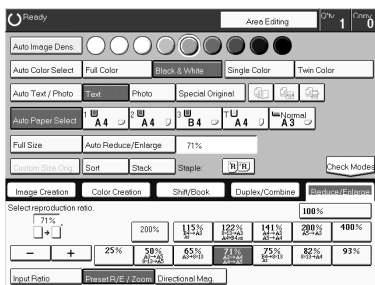 Ready Area Editing Q'ty 1 Copy 0
Auto Image Dens.
Auto Color Select Full Color Black & White Single Color Twin Color
Auto Text / Photo Text Photo Special Original
Auto Paper Select 1 A4 2 A4 3 B4 A4 Normal A3
Full Size Auto Reduce/Enlarge 71%
Custom Size Orig. Sort Stack Staple: Check Modes
Image Creation Color Creation Shift/Book Duplex/Combine Reduce/Enlarge
Select reproduction ratio. 100%
71%
200% 115% 122% 141% 200% 400%
− + 25% 50% 65% 71% 75% 82% 93%
Input Ratio Preset R/E / Zoom Directional Mag.